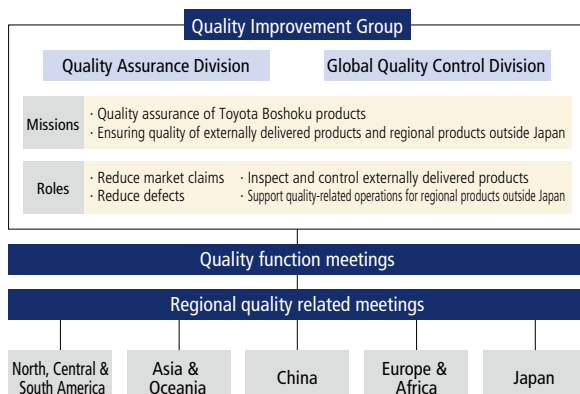 Quality Improvement Group
Quality Assurance Division
Global Quality Control Division
Missions
· Quality assurance of Toyota Boshoku products
· Ensuring quality of externally delivered products and regional products outside Japan
Roles
· Reduce market claims · Inspect and control externally delivered products
· Reduce defects · Support quality-related operations for regional products outside Japan
Quality function meetings
Regional quality related meetings
North, Central &
South America
Asia &
Oceania
China
Europe &
Africa
Japan